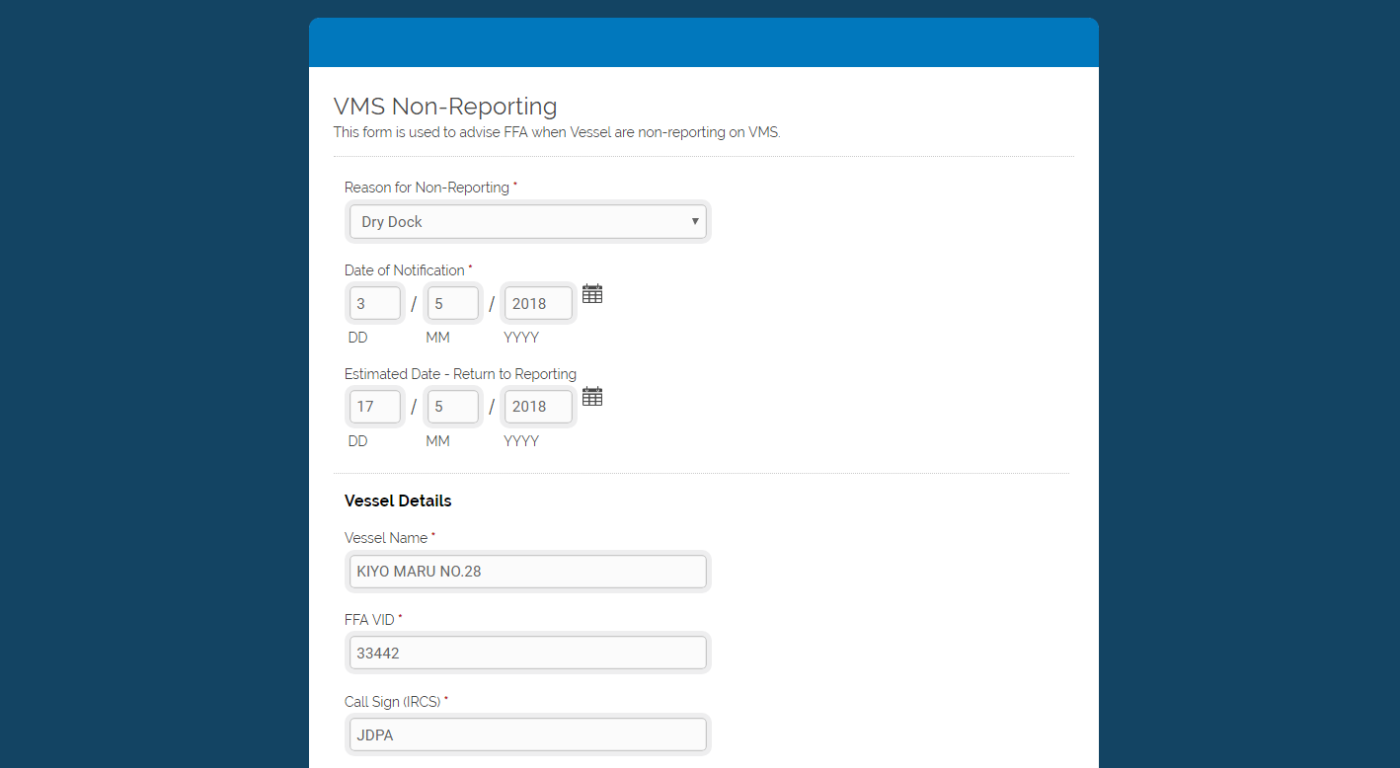 VMS Non-Reporting
This form is used to advise FFA when Vessel are non-reporting on VMS.
Reason for Non-Reporting *
Dry Dock
Date of Notification *
3 / 5 / 2018
DD MM YYYY
Estimated Date - Return to Reporting
17 / 5 / 2018
DD MM YYYY
Vessel Details
Vessel Name *
KIYO MARU NO.28
FFA VID *
33442
Call Sign (IRCS) *
JDPA